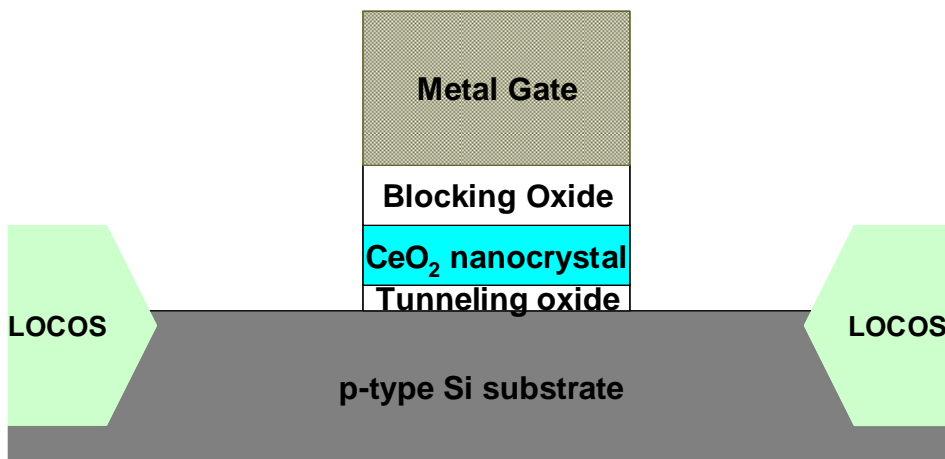 Metal Gate
Blocking Oxide
CeO₂ nanocrystal
Tunneling oxide
LOCOS
LOCOS
p-type Si substrate